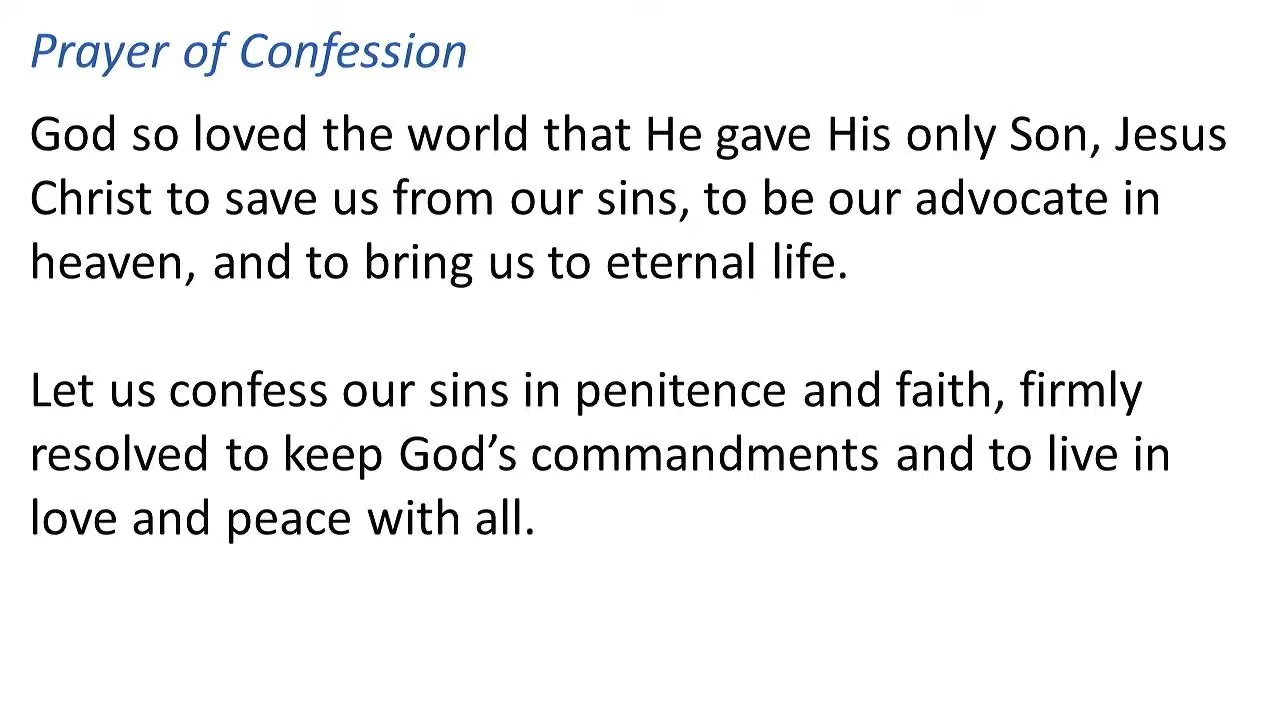 Prayer of Confession
God so loved the world that He gave His only Son, Jesus
Christ to save us from our sins, to be our advocate in
heaven, and to bring us to eternal life.
Let us confess our sins in penitence and faith, firmly
resolved to keep God’s commandments and to live in
love and peace with all.